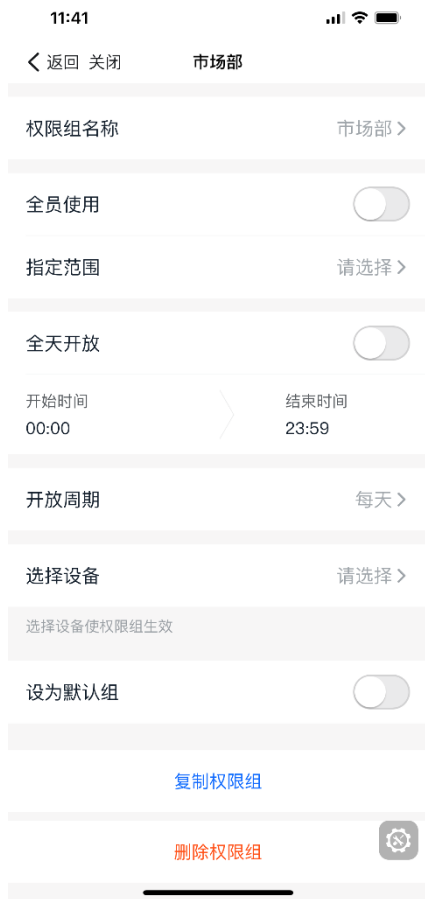 11:41
返回 关闭 市场部
权限组名称 市场部
全员使用
指定范围 请选择
全天开放
开始时间 结束时间
00:00 23:59
开放周期 每天
选择设备 请选择
选择设备使权限组生效
设为默认组
复制权限组
删除权限组